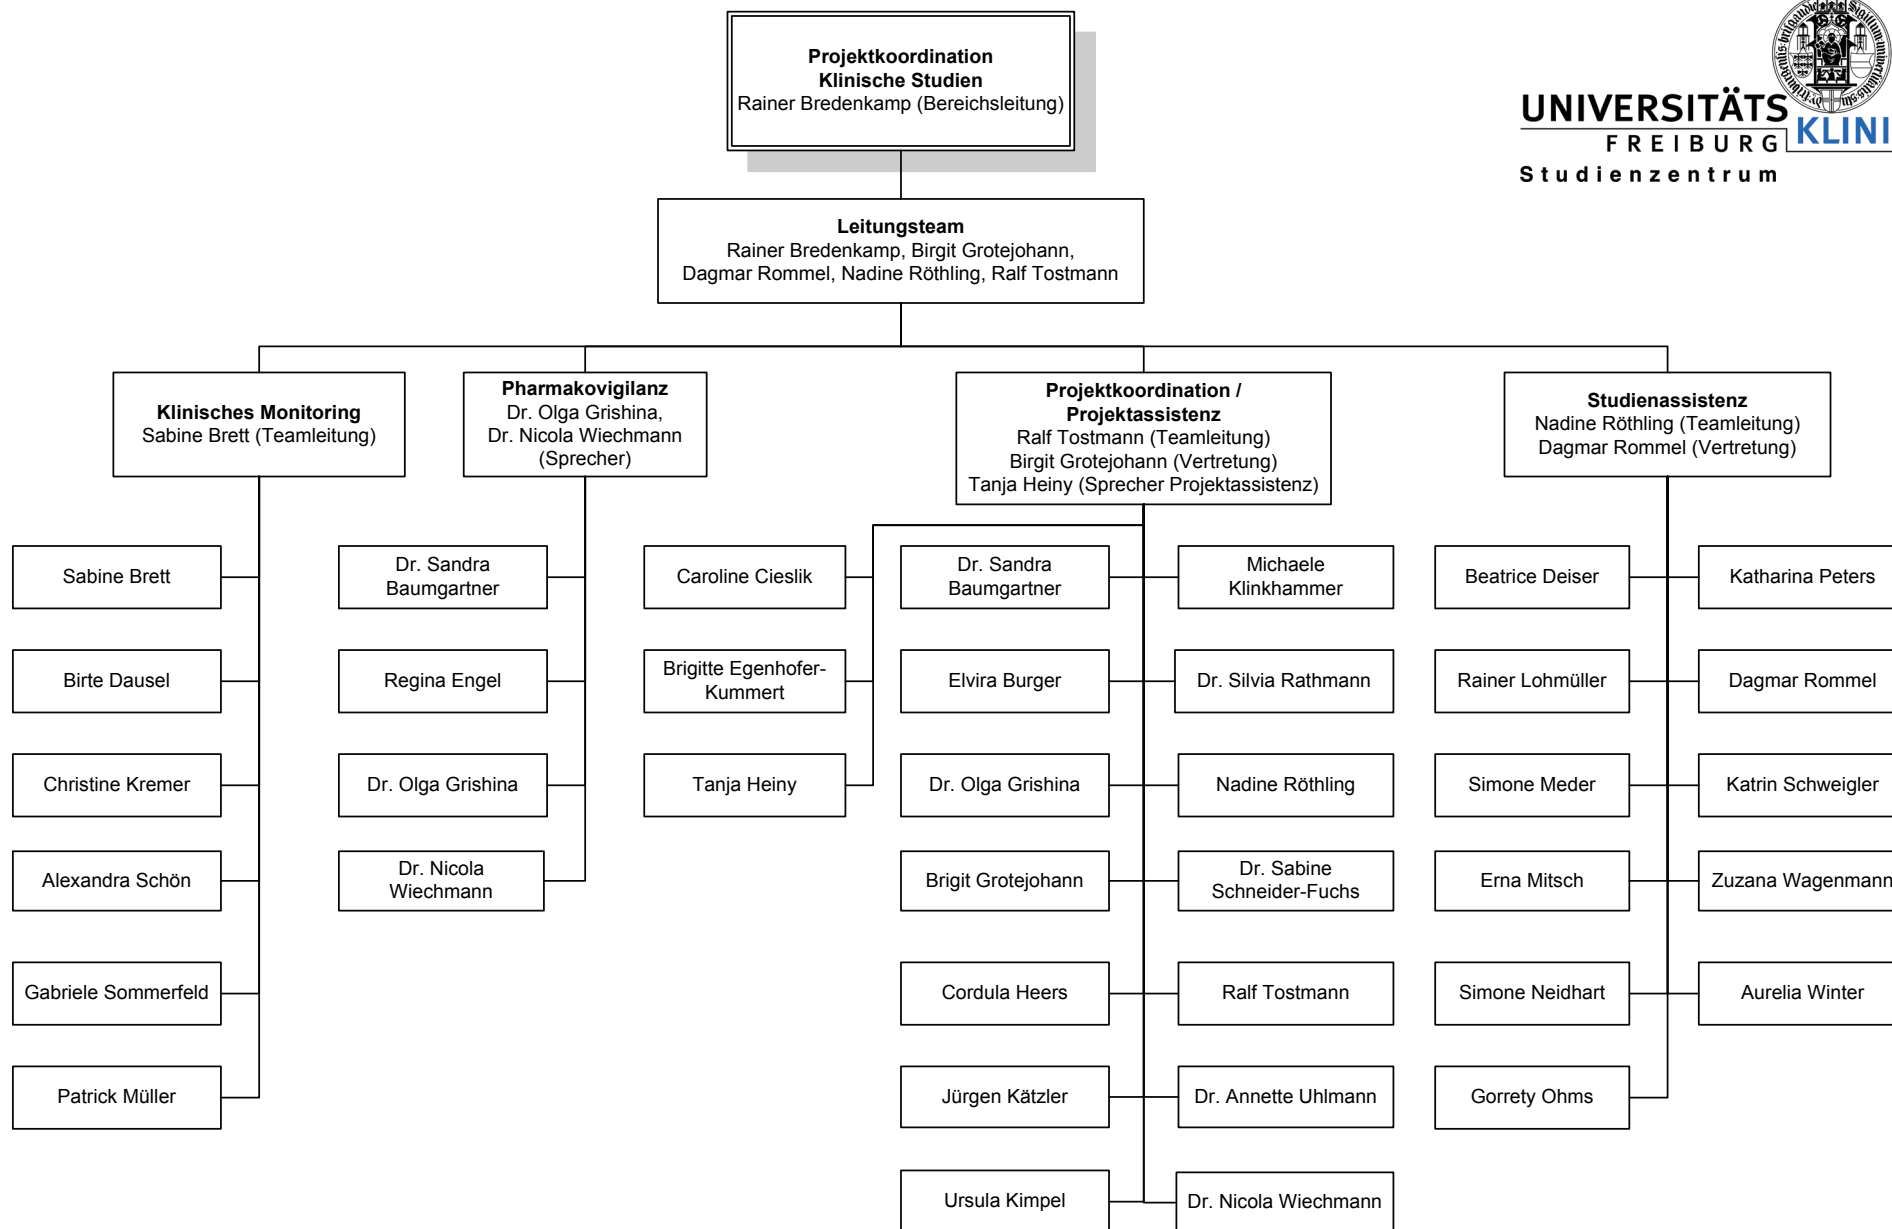 Projektkoordination
Klinische Studien
Rainer Bredenkamp (Bereichsleitung)
UNIVERSITÄTS
KLINI
FREIBURG
Studienzentrum
Leitungsteam
Rainer Bredenkamp, Birgit Grotejohann,
Dagmar Rommel, Nadine Röthling, Ralf Tostmann
Klinisches Monitoring
Sabine Brett (Teamleitung)
Pharmakovigilanz
Dr. Olga Grishina,
Dr. Nicola Wiechmann
(Sprecher)
Projektkoordination /
Projektassistenz
Ralf Tostmann (Teamleitung)
Birgit Grotejohann (Vertretung)
Tanja Heiny (Sprecher Projektassistenz)
Studienassistenz
Nadine Röthling (Teamleitung)
Dagmar Rommel (Vertretung)
Sabine Brett
Birte Dausel
Christine Kremer
Alexandra Schön
Gabriele Sommerfeld
Patrick Müller
Dr. Sandra
Baumgartner
Regina Engel
Dr. Olga Grishina
Dr. Nicola
Wiechmann
Caroline Cieslik
Brigitte Egenhofer-
Kummert
Tanja Heiny
Dr. Sandra
Baumgartner
Elvira Burger
Dr. Olga Grishina
Brigit Grotejohann
Cordula Heers
Jürgen Kätzler
Ursula Kimpel
Michaele
Klinkhammer
Dr. Silvia Rathmann
Nadine Röthling
Dr. Sabine
Schneider-Fuchs
Ralf Tostmann
Dr. Annette Uhlmann
Dr. Nicola Wiechmann
Beatrice Deiser
Rainer Lohmüller
Simone Meder
Erna Mitsch
Simone Neidhart
Gorrety Ohms
Katharina Peters
Dagmar Rommel
Katrin Schweigler
Zuzana Wagenmann
Aurelia Winter